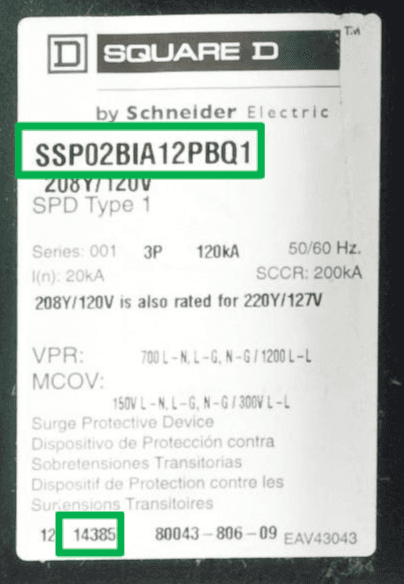 D SQUARE D
TM
by Schneider Electric
SSP02BIA12PBQ1
208Y/120V
SPD Type 1
Series: 001 3P 120kA 50/60 Hz.
I(n): 20kA SCCR: 200kA
208Y/120V is also rated for 220Y/127V
VPR: 700 L-N, L-G, N-G / 1200 L-L
MCOV:
150V L-N, L-G, N-G / 300V L-L
Surge Protective Device
Dispositivo de Protección contra
Sobretensiones Transitorias
Dispositif de Protection contre les
Surtensions Transitoires
12 14385 80043-806-09 EAV43043